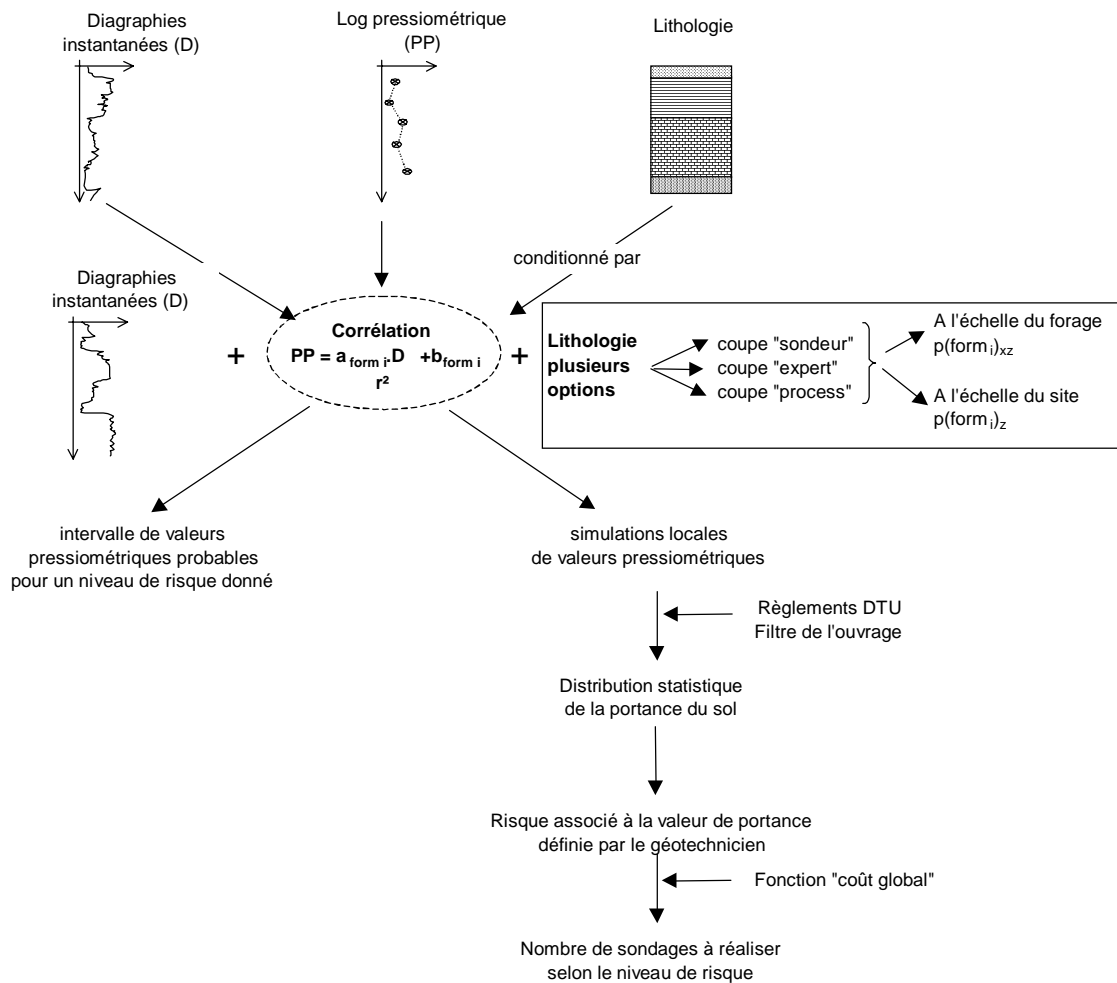 Diagraphies
instantanées (D)
Log pressiométrique
(PP)
Lithologie
conditionné par
Diagraphies
instantanées (D)
+
Corrélation
PP = a form i.D +b form i
r²
+
Lithologie
plusieurs
options
coupe "sondeur"
coupe "expert"
coupe "process"
A l'échelle du forage
p(form i)xz
A l'échelle du site
p(form i)z
intervalle de valeurs
pressiométriques probables
pour un niveau de risque donné
simulations locales
de valeurs pressiométriques
Règlements DTU
Filtre de l'ouvrage
Distribution statistique
de la portance du sol
Risque associé à la valeur de portance
définie par le géotechnicien
Fonction "coût global"
Nombre de sondages à réaliser
selon le niveau de risque